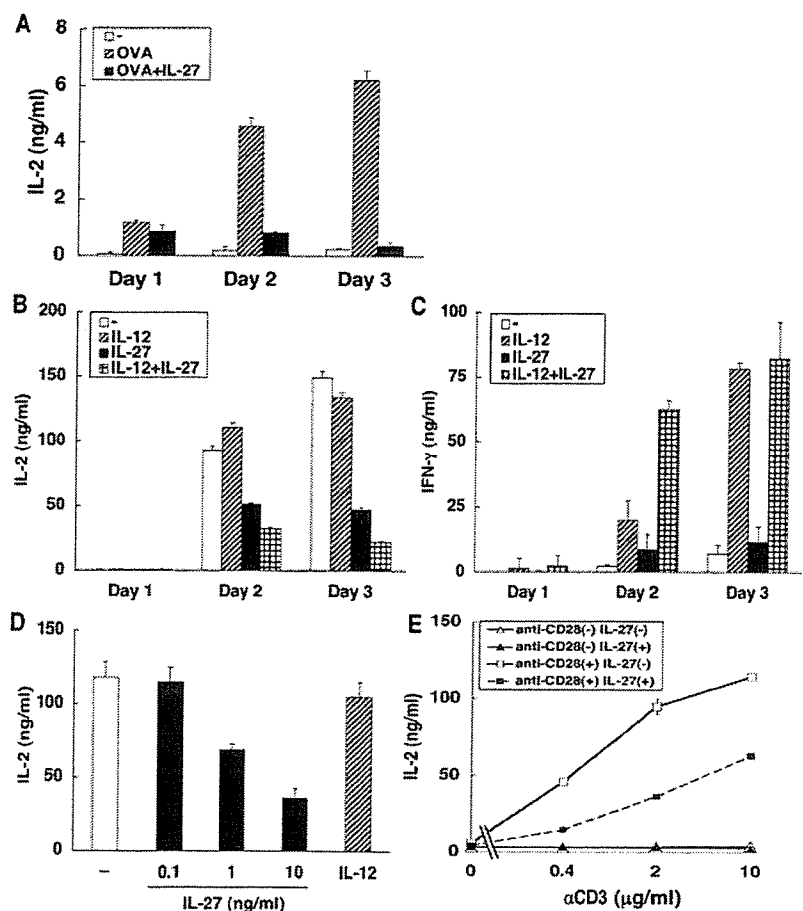 A
-
OVA
OVA+IL-27
IL-2 (ng/ml)
8
6
4
2
0
Day 1 Day 2 Day 3
B
-
IL-12
IL-27
IL-12+IL-27
IL-2 (ng/ml)
200
150
100
50
0
Day 1 Day 2 Day 3
C
-
IL-12
IL-27
IL-12+IL-27
IFN-γ (ng/ml)
100
75
50
25
0
Day 1 Day 2 Day 3
D
IL-2 (ng/ml)
150
100
50
0
– 0.1 1 10 IL-12
IL-27 (ng/ml)
E
anti-CD28(-) IL-27(-)
anti-CD28(-) IL-27(+)
anti-CD28(+) IL-27(-)
anti-CD28(+) IL-27(+)
IL-2 (ng/ml)
150
100
50
0
0 0.4 2 10
αCD3 (μg/ml)